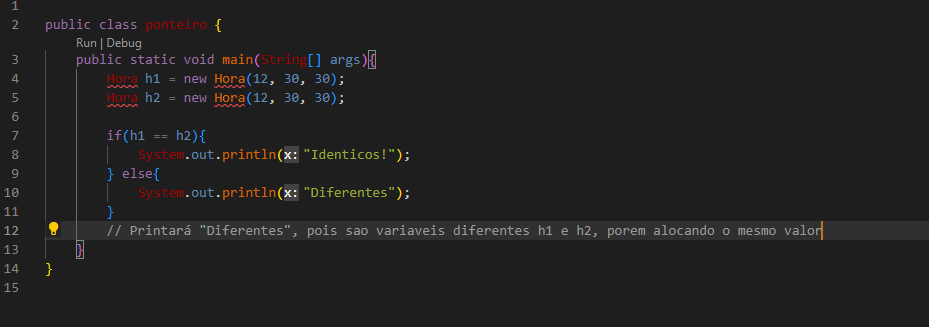 1
2 public class ponteiro {
Run | Debug
3 public static void main(String[] args){
4 Hora h1 = new Hora(12, 30, 30);
5 Hora h2 = new Hora(12, 30, 30);
6
7 if(h1 == h2){
8 System.out.println(x: "Identicos!");
9 } else{
10 System.out.println(x: "Diferentes");
11 }
12 // Printará "Diferentes", pois sao variaveis diferentes h1 e h2, porem alocando o mesmo valor
13 }
14 }
15